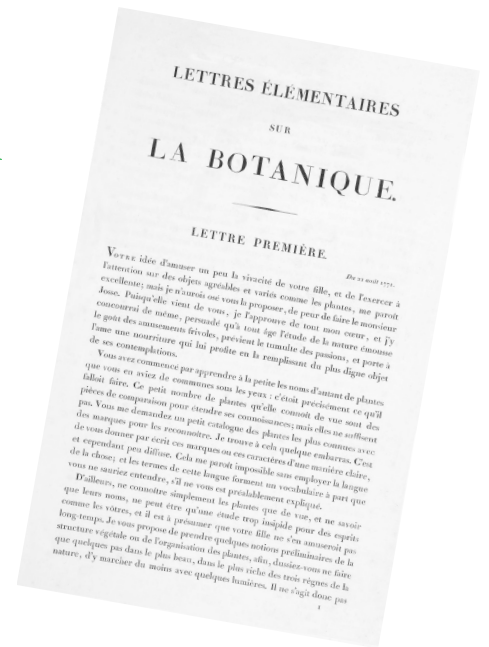 LETTRES ÉLÉMENTAIRES
SUR
LA BOTANIQUE.
LETTRE PREMIÈRE.
Du 22 août 1771.
Votre idée d'amuser un peu la vivacité de votre fille, et de l'exercer à
l'attention sur des objets agréables et variés comme les plantes, me paroît
excellente; mais je n'aurois osé vous la proposer, de peur de faire le monsieur
Josse. Puisqu'elle vient de vous, je l'approuve de tout mon cœur, et j'y
concourrai de même, persuadé qu'à tout âge l'étude de la nature émousse
le goût des amusements frivoles, prévient le tumulte des passions, et porte à
l'ame une nourriture qui lui profite en la remplissant du plus digne objet
de ses contemplations.
Vous avez commencé par apprendre à la petite les noms d'autant de plantes
que vous en aviez de communes sous les yeux : c'étoit précisément ce qu'il
falloit faire. Ce petit nombre de plantes qu'elle connoît de vue sont des
pièces de comparaison pour étendre ses connoissances; mais elles ne suffisent
pas. Vous me demandez un petit catalogue des plantes les plus connues avec
des marques pour les reconnoître. Je trouve à cela quelque embarras. C'est
de vous donner par écrit ces marques ou ces caractères d'une manière claire,
et cependant peu diffuse. Cela me paroît impossible sans employer la langue
de la chose; et les termes de cette langue forment un vocabulaire à part que
vous ne sauriez entendre, s'il ne vous est préalablement expliqué.
D'ailleurs, ne connoître simplement les plantes que de vue, et ne savoir
que leurs noms, ne peut être qu'une étude trop insipide pour des esprits
comme les vôtres, et il est à présumer que votre fille ne s'en amuseroit pas
long-temps. Je vous propose de prendre quelques notions préliminaires de la
structure végétale ou de l'organisation des plantes, afin, dussiez-vous ne faire
que quelques pas dans le plus beau, dans le plus riche des trois règnes de la
nature, d'y marcher du moins avec quelques lumières. Il ne s'agit donc pas
1